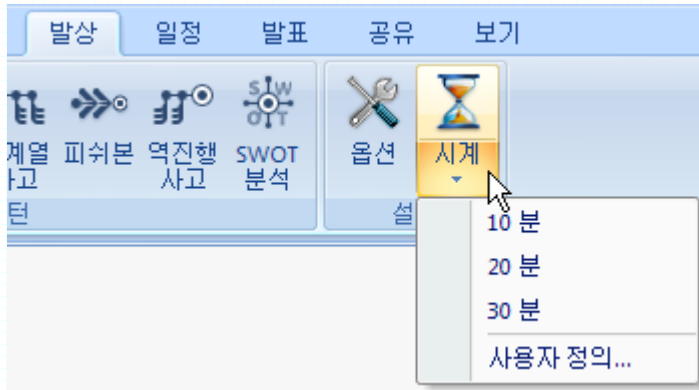 발상 일정 발표 공유 보기
계열 피쉬본 역진행 SWOT 옵션 시계
사고 분석
턴 설
10 분
20 분
30 분
사용자 정의...